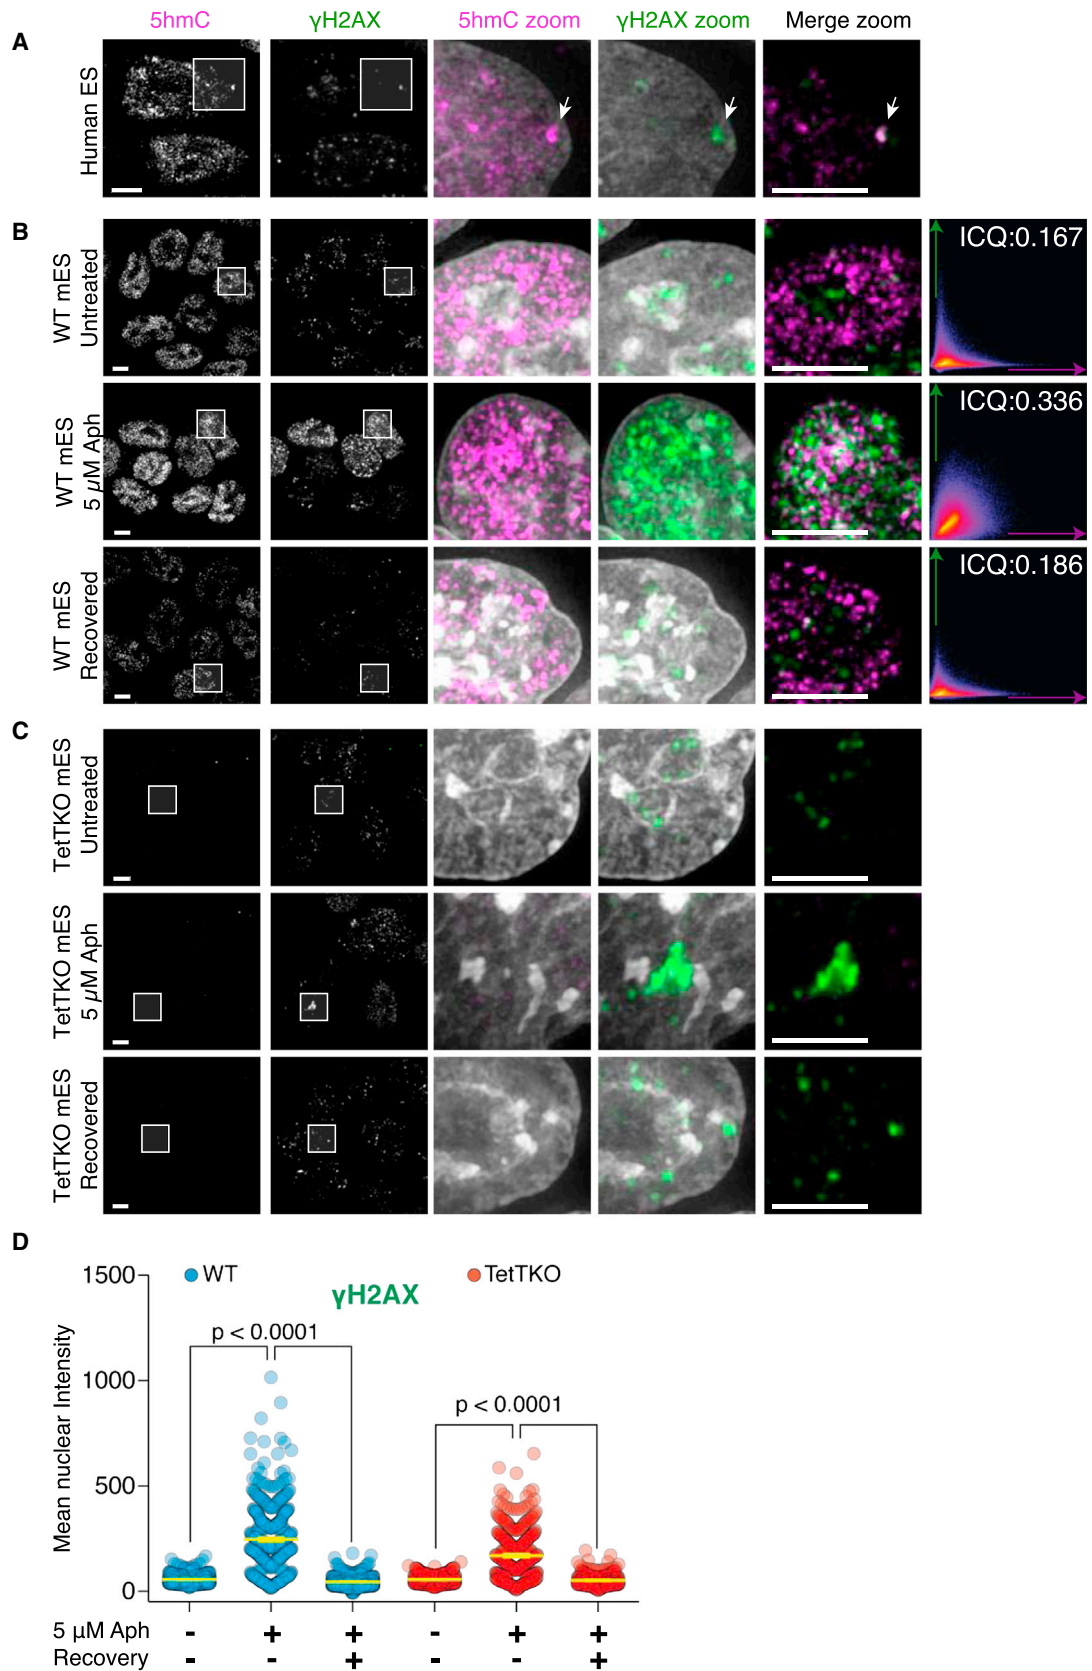 5hmC γH2AX 5hmC zoom γH2AX zoom Merge zoom
A
Human ES
B
WT mES
Untreated
ICQ:0.167
WT mES
5 μM Aph
ICQ:0.336
WT mES
Recovered
ICQ:0.186
C
TetTKO mES
Untreated
TetTKO mES
5 μM Aph
TetTKO mES
Recovered
D
WT TetTKO
γH2AX
Mean nuclear Intensity
1500
1000
500
0
p < 0.0001
p < 0.0001
5 μM Aph - + + - + +
Recovery - - + - - +